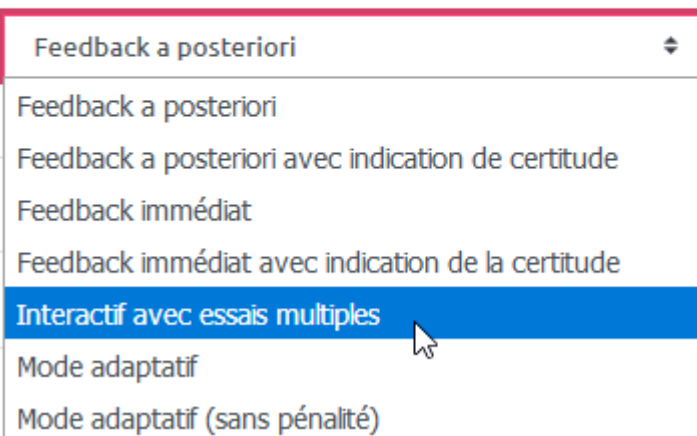 Feedback a posteriori
Feedback a posteriori
Feedback a posteriori avec indication de certitude
Feedback immédiat
Feedback immédiat avec indication de la certitude
Interactif avec essais multiples
Mode adaptatif
Mode adaptatif (sans pénalité)